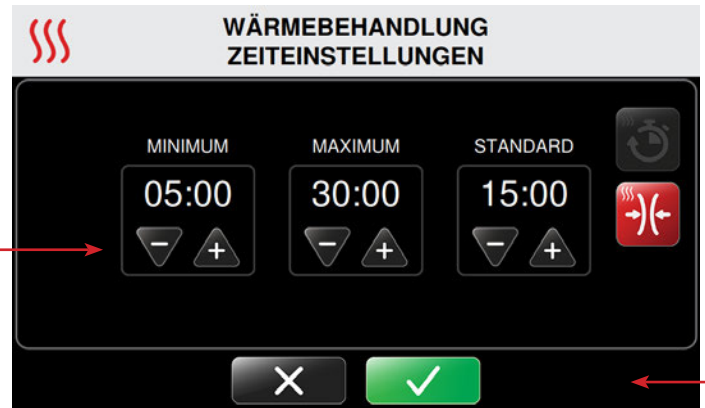 WÄRMEBEHANDLUNG
ZEITEINSTELLUNGEN
MINIMUM MAXIMUM STANDARD
05:00 30:00 15:00
- + - + - +